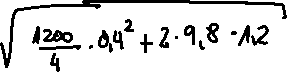 √(1200/4 · 0,4² + 2 · 9,8 · 1,2)